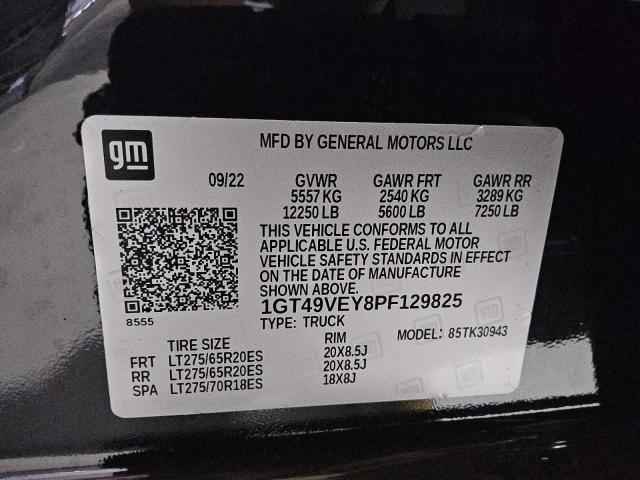 gm
MFD BY GENERAL MOTORS LLC
09/22 GVWR GAWR FRT GAWR RR
5557 KG 2540 KG 3289 KG
12250 LB 5600 LB 7250 LB
THIS VEHICLE CONFORMS TO ALL
APPLICABLE U.S. FEDERAL MOTOR
VEHICLE SAFETY STANDARDS IN EFFECT
ON THE DATE OF MANUFACTURE
SHOWN ABOVE.
1GT49VEY8PF129825
8555
TYPE: TRUCK
MODEL: 85TK30943
TIRE SIZE RIM
FRT LT275/65R20ES 20X8.5J
RR LT275/65R20ES 20X8.5J
SPA LT275/70R18ES 18X8J